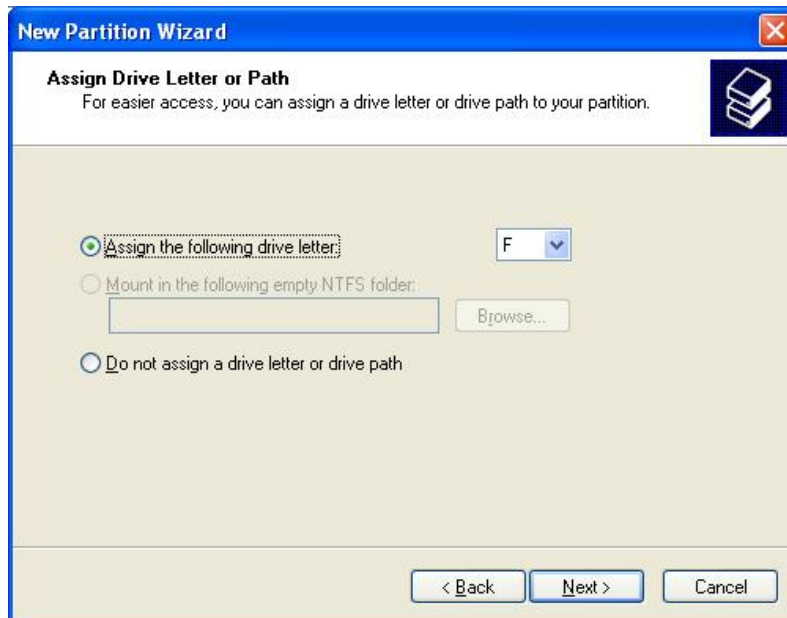 New Partition Wizard
Assign Drive Letter or Path
For easier access, you can assign a drive letter or drive path to your partition.
Assign the following drive letter: F
Mount in the following empty NTFS folder:
Browse...
Do not assign a drive letter or drive path
< Back Next > Cancel